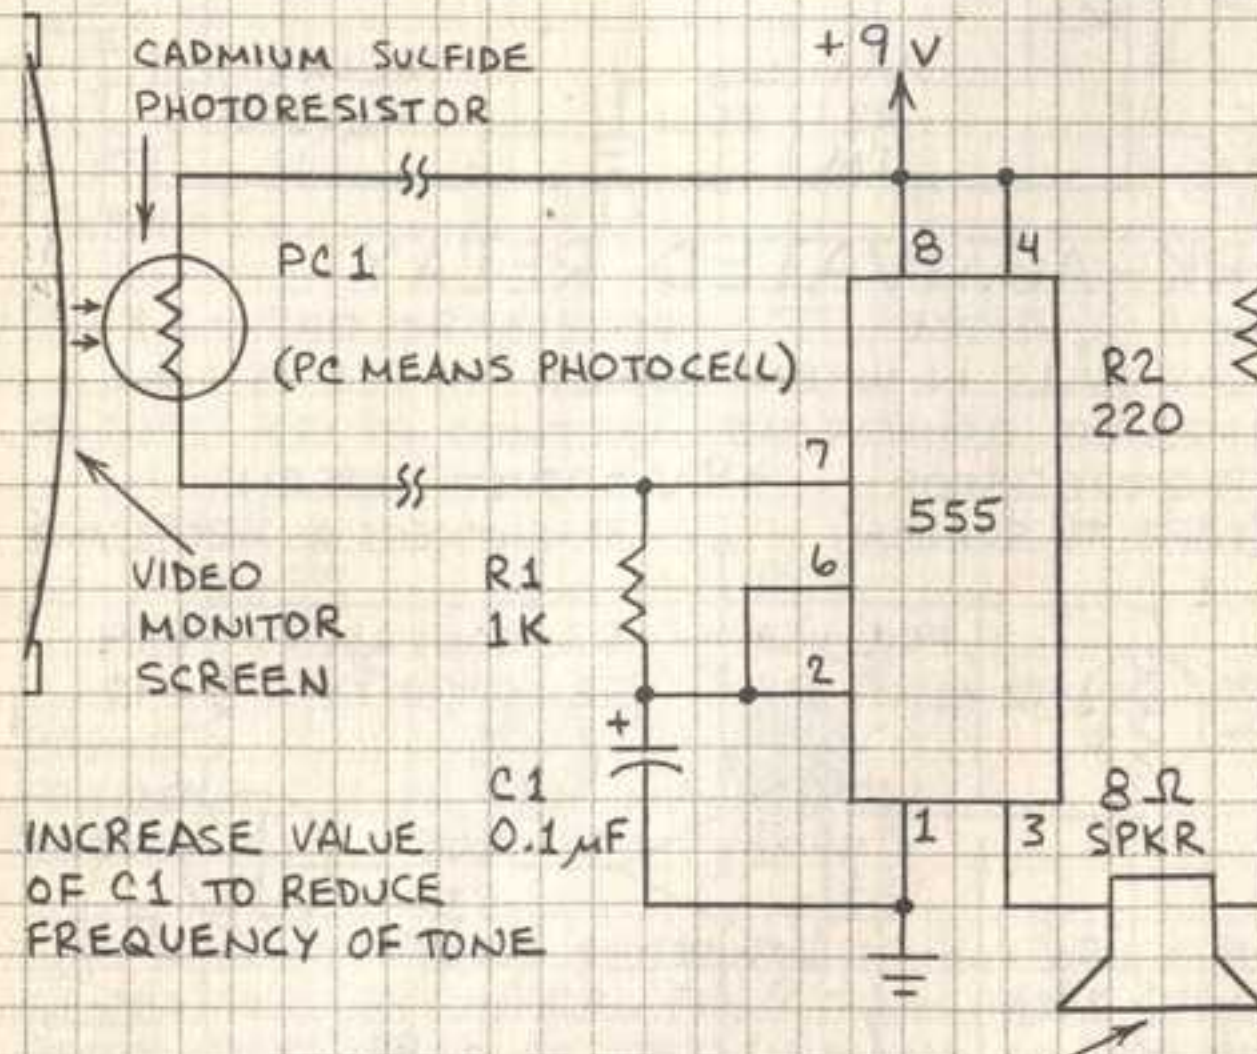 CADMIUM SULFIDE
PHOTORESISTOR
+9V
PC1
8
4
(PC MEANS PHOTOCELL)
R2
220
7
555
6
R1
1K
VIDEO
MONITOR
SCREEN
2
+
C1
0.1µF
1
3
8Ω
SPKR
INCREASE VALUE
OF C1 TO REDUCE
FREQUENCY OF TONE